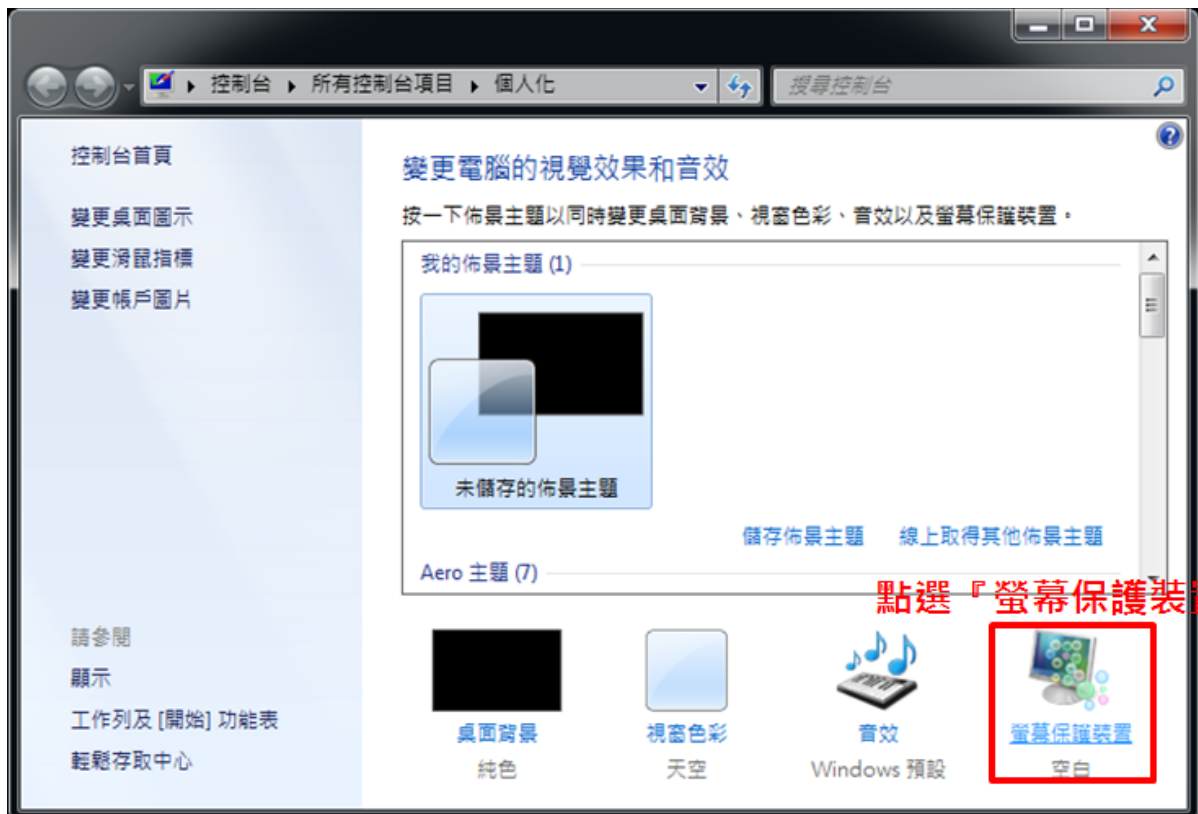 控制台 ▸ 所有控制台項目 ▸ 個人化
搜尋控制台
控制台首頁
變更桌面圖示
變更滑鼠指標
變更帳戶圖片
請參閱
顯示
工作列及 [開始] 功能表
輕鬆存取中心
變更電腦的視覺效果和音效
按一下佈景主題以同時變更桌面背景、視窗色彩、音效以及螢幕保護裝置。
我的佈景主題 (1)
未儲存的佈景主題
儲存佈景主題 線上取得其他佈景主題
Aero 主題 (7)
點選『螢幕保護裝置
桌面背景 視窗色彩 音效 螢幕保護裝置
純色 天空 Windows 預設 空白